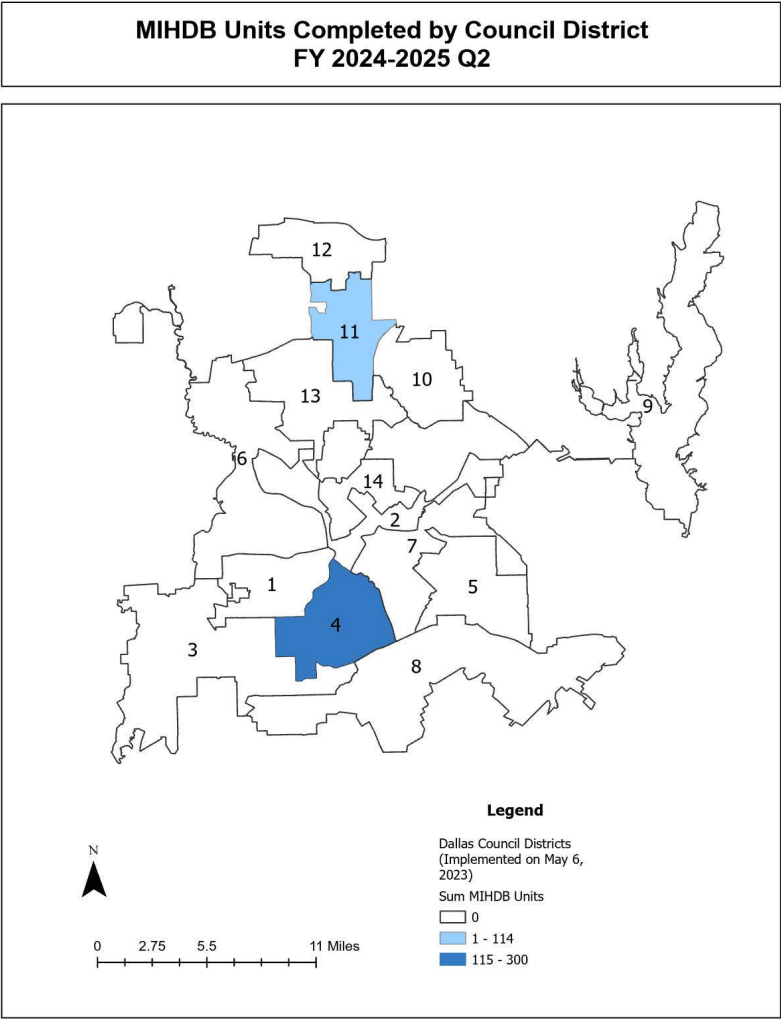 MIHDB Units Completed by Council District
FY 2024-2025 Q2
12
11
10
13
9
6
14
2
7
1
5
4
3
8
Legend
Dallas Council Districts
(Implemented on May 6,
2023)
Sum MIHDB Units
0
1 - 114
115 - 300
N
0 2.75 5.5 11 Miles